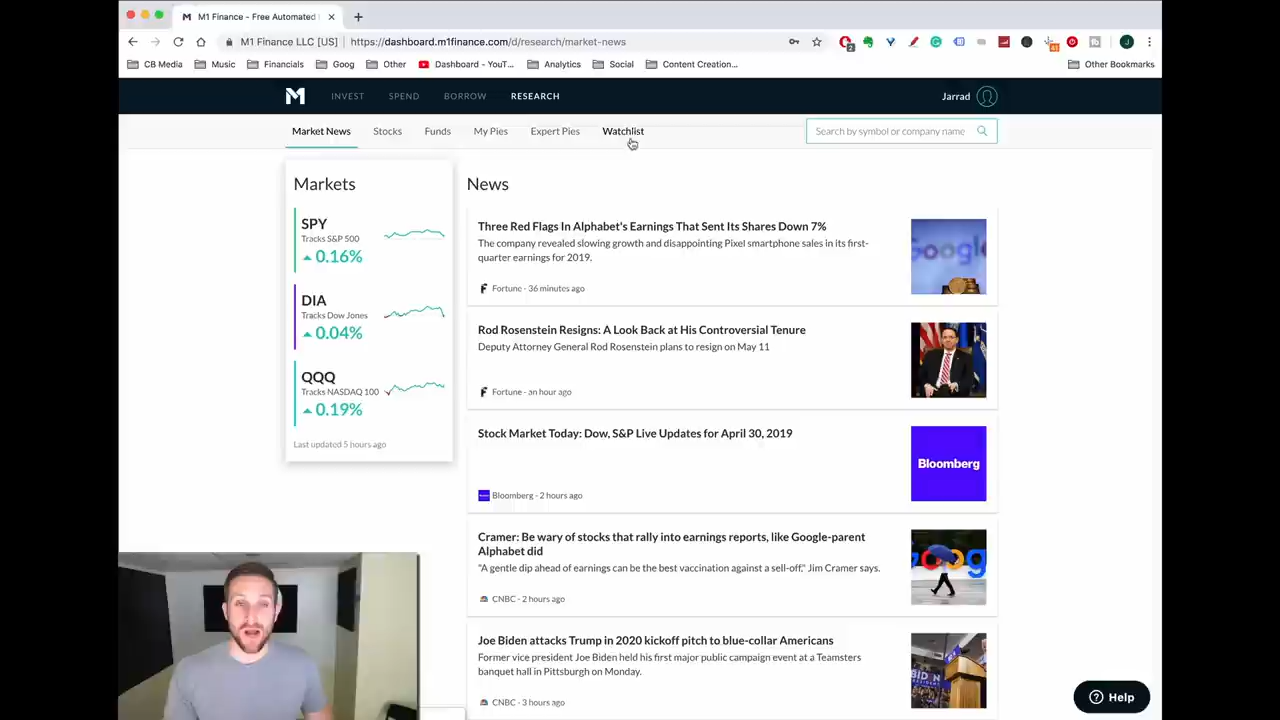 M1 Finance - Free Automated
M1 Finance LLC [US]
https://dashboard.m1finance.com/d/research/market-news
2
41
J
CB Media
Music
Financials
Goog
Other
Dashboard - YouT...
Analytics
Social
Content Creation...
Other Bookmarks
M
INVEST
SPEND
BORROW
RESEARCH
Jarrad
Market News
Stocks
Funds
My Pies
Expert Pies
Watchlist
Search by symbol or company name
Markets
SPY
Tracks S&P 500
0.16%
DIA
Tracks Dow Jones
0.04%
QQQ
Tracks NASDAQ 100
0.19%
Last updated 5 hours ago
News
Three Red Flags In Alphabet's Earnings That Sent Its Shares Down 7%
The company revealed slowing growth and disappointing Pixel smartphone sales in its first-
quarter earnings for 2019.
Fortune - 36 minutes ago
Google
Rod Rosenstein Resigns: A Look Back at His Controversial Tenure
Deputy Attorney General Rod Rosenstein plans to resign on May 11
Fortune - an hour ago
Stock Market Today: Dow, S&P Live Updates for April 30, 2019
Bloomberg - 2 hours ago
Bloomberg
Cramer: Be wary of stocks that rally into earnings reports, like Google-parent
Alphabet did
"A gentle dip ahead of earnings can be the best vaccination against a sell-off," Jim Cramer says.
CNBC - 2 hours ago
Joe Biden attacks Trump in 2020 kickoff pitch to blue-collar Americans
Former vice president Joe Biden held his first major public campaign event at a Teamsters
banquet hall in Pittsburgh on Monday.
CNBC - 3 hours ago
Help